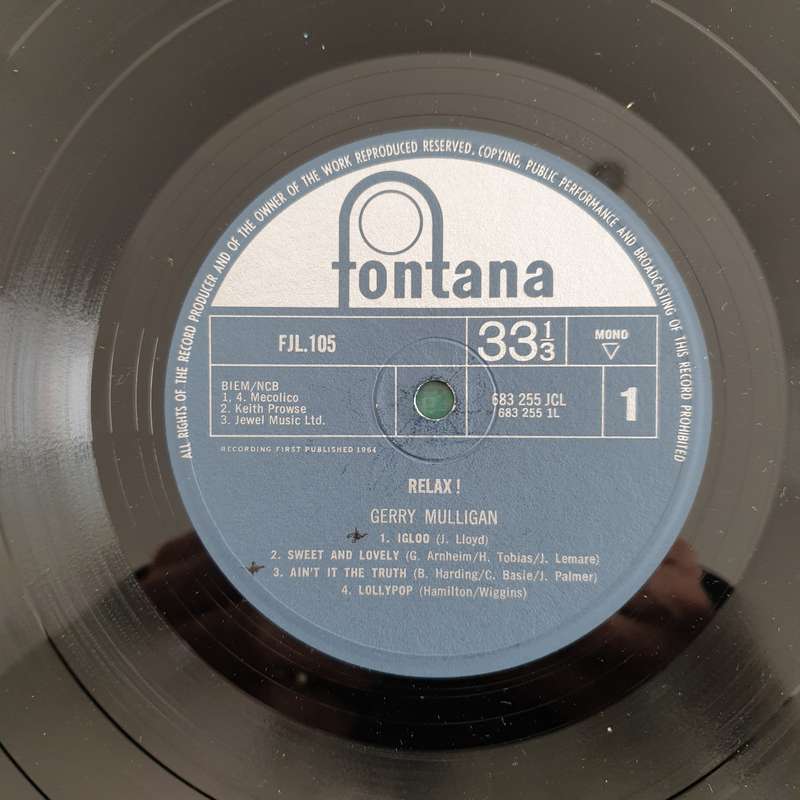 ALL RIGHTS OF THE RECORD PRODUCER AND OF THE OWNER OF THE WORK REPRODUCED RESERVED. COPYING, PUBLIC PERFORMANCE AND BROADCASTING OF THIS RECORD PROHIBITED
fontana
FJL.105
33 1/3
MONO
BIEM/NCB
1, 4. Mecolico
2. Keith Prowse
3. Jewel Music Ltd.
683 255 JCL
683 255 1L
1
RECORDING FIRST PUBLISHED 1964
RELAX!
GERRY MULLIGAN
1. IGLOO (J. Lloyd)
2. SWEET AND LOVELY (G. Arnheim/H. Tobias/J. Lemare)
3. AIN'T IT THE TRUTH (B. Harding/C. Basie/J. Palmer)
4. LOLLYPOP (Hamilton/Wiggins)